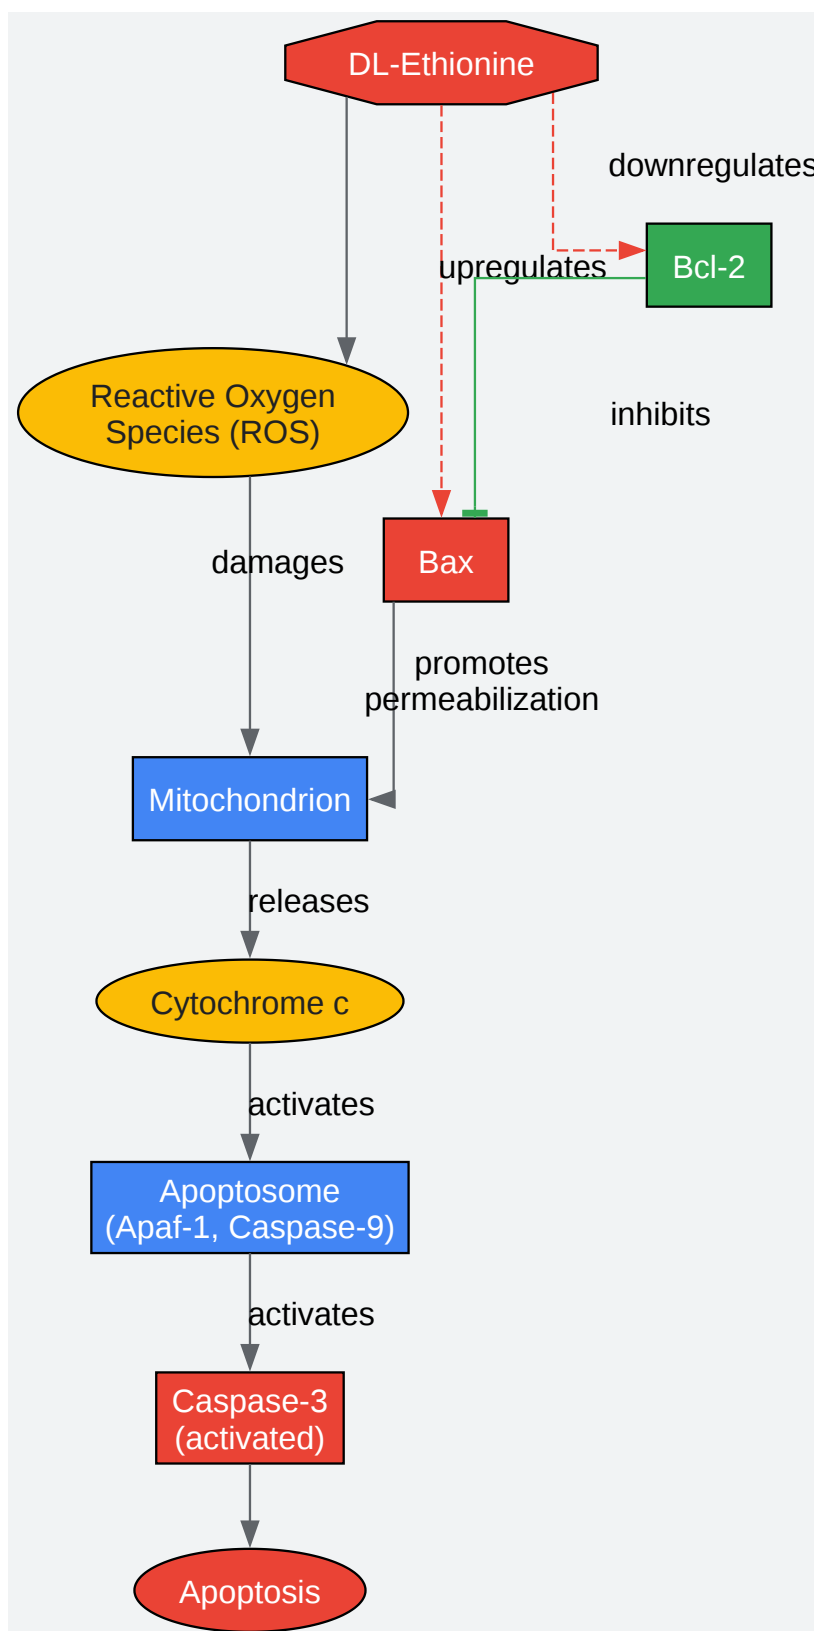 DL-Ethionine
downregulates
upregulates
Bcl-2
Reactive Oxygen
Species (ROS)
inhibits
damages
Bax
promotes
permeabilization
Mitochondrion
releases
Cytochrome c
activates
Apoptosome
(Apaf-1, Caspase-9)
activates
Caspase-3
(activated)
Apoptosis